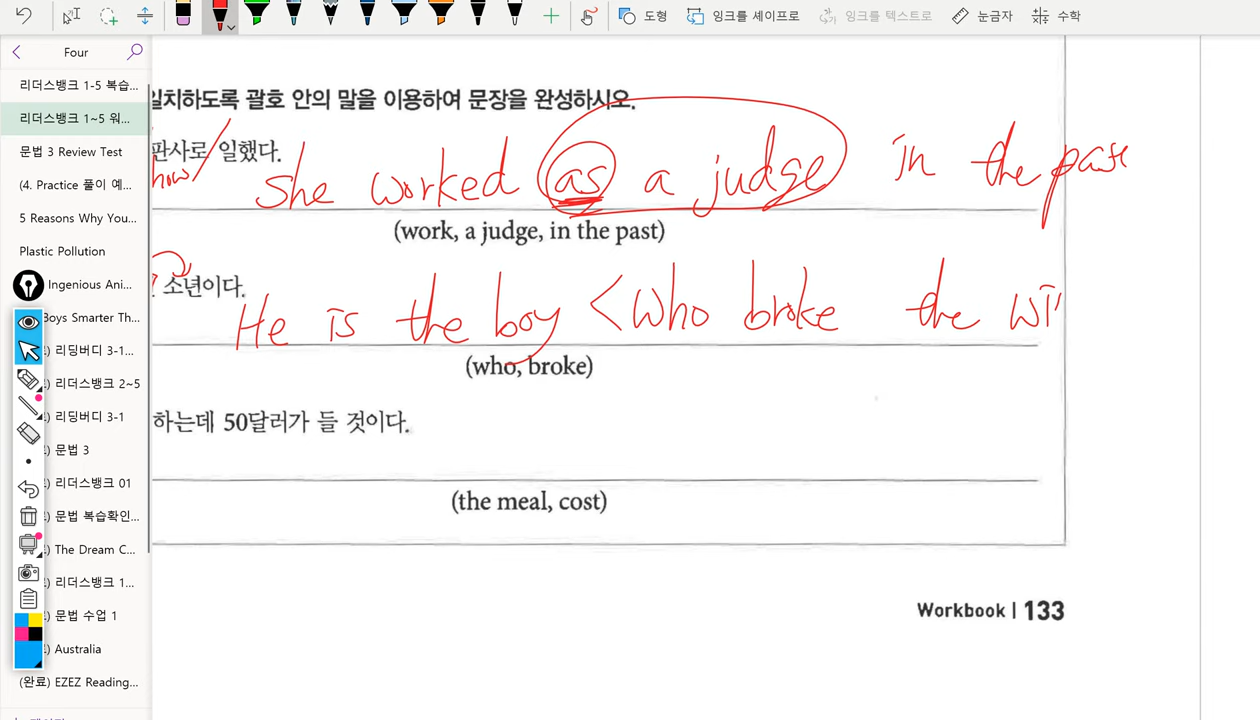 도형
잉크를 셰이프로
잉크를 텍스트로
눈금자
수학
Four
리더스뱅크 1-5 복습...
리더스뱅크 1~5 워...
문법 3 Review Test
(4. Practice 풀이 예...
5 Reasons Why You...
Plastic Pollution
Ingenious Ani...
Boys Smarter Th...
) 리딩버디 3-1...
) 리더스뱅크 2~5
) 리딩버디 3-1
) 문법 3
) 리더스뱅크 01
) 문법 복습확인...
) The Dream C...
) 리더스뱅크 1...
) 문법 수업 1
) Australia
(완료) EZEZ Reading...
일치하도록 괄호 안의 말을 이용하여 문장을 완성하시오.
판사로 / 일했다.
she worked as a judge in the past
(work, a judge, in the past)
소년이다.
He is the boy < who broke the wi
(who, broke)
하는데 50달러가 들 것이다.
(the meal, cost)
Workbook | 133